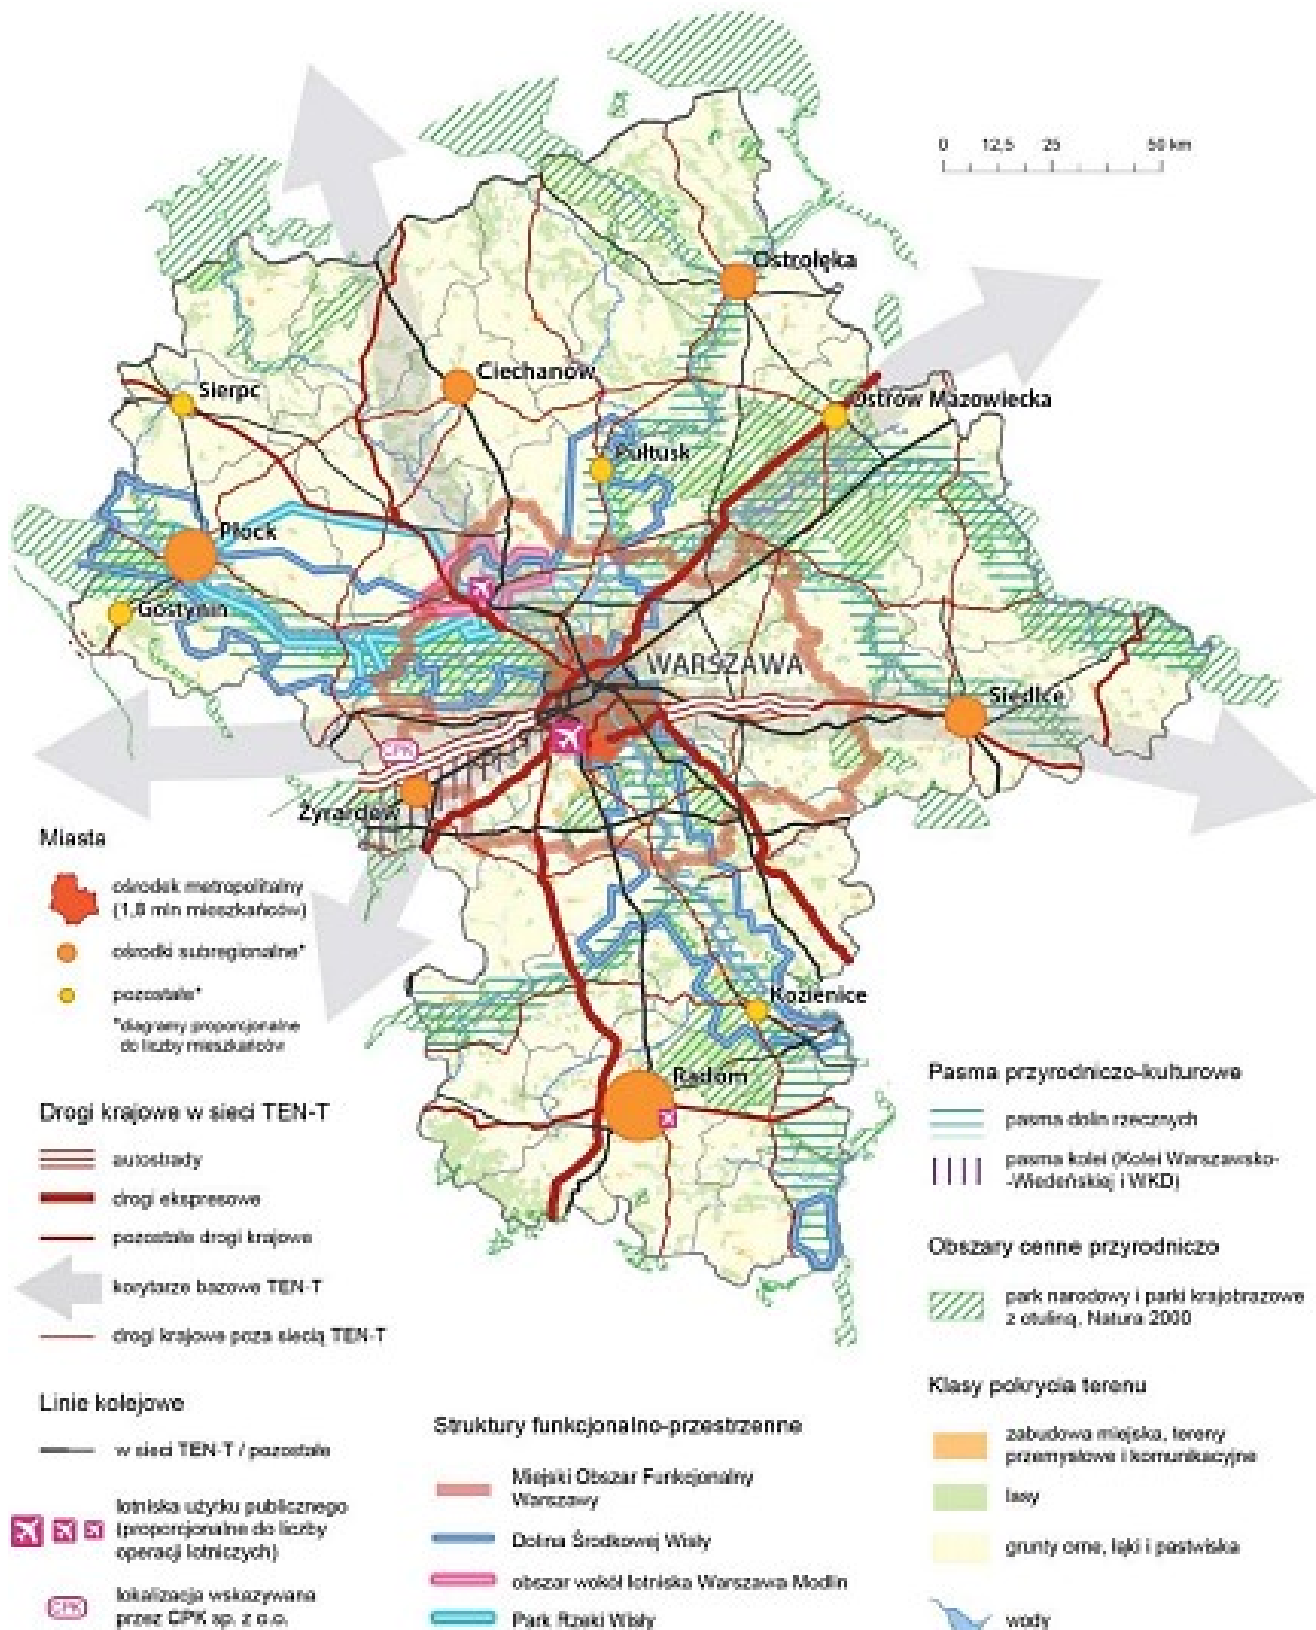 0 12,5 25 50 km
Ostrołęka
Ciechanów
Sierpc
Ostrów Mazowiecka
Pułtusk
Płock
Gostynin
WARSZAWA
Siedlce
CPK
Żyrardów
Kozienice
Radom
Miasta
ośrodek metropolitalny
(1,8 mln mieszkańców)
ośrodki subregionalne*
pozostałe*
*diagramy proporcjonalne
do liczby mieszkańców
Drogi krajowe w sieci TEN-T
autostrady
drogi ekspresowe
pozostałe drogi krajowe
korytarze bazowe TEN-T
drogi krajowe poza siecią TEN-T
Linie kolejowe
w sieci TEN-T / pozostałe
lotniska użytku publicznego
(proporcjonalne do liczby
operacji lotniczych)
CPK
lokalizacja wskazywana
przez CPK sp. z o.o.
Struktury funkcjonalno-przestrzenne
Miejski Obszar Funkcjonalny
Warszawy
Dolina Środkowej Wisły
obszar wokół lotniska Warszawa Modlin
Park Rzeki Wisły
Pasma przyrodniczo-kulturowe
pasma dolin rzecznych
pasma kolei (Kolei Warszawsko-
-Wiedeńskiej i WKD)
Obszary cenne przyrodniczo
park narodowy i parki krajobrazowe
z otuliną, Natura 2000
Klasy pokrycia terenu
zabudowa miejska, tereny
przemysłowe i komunikacyjne
lasy
grunty orne, łąki i pastwiska
wody